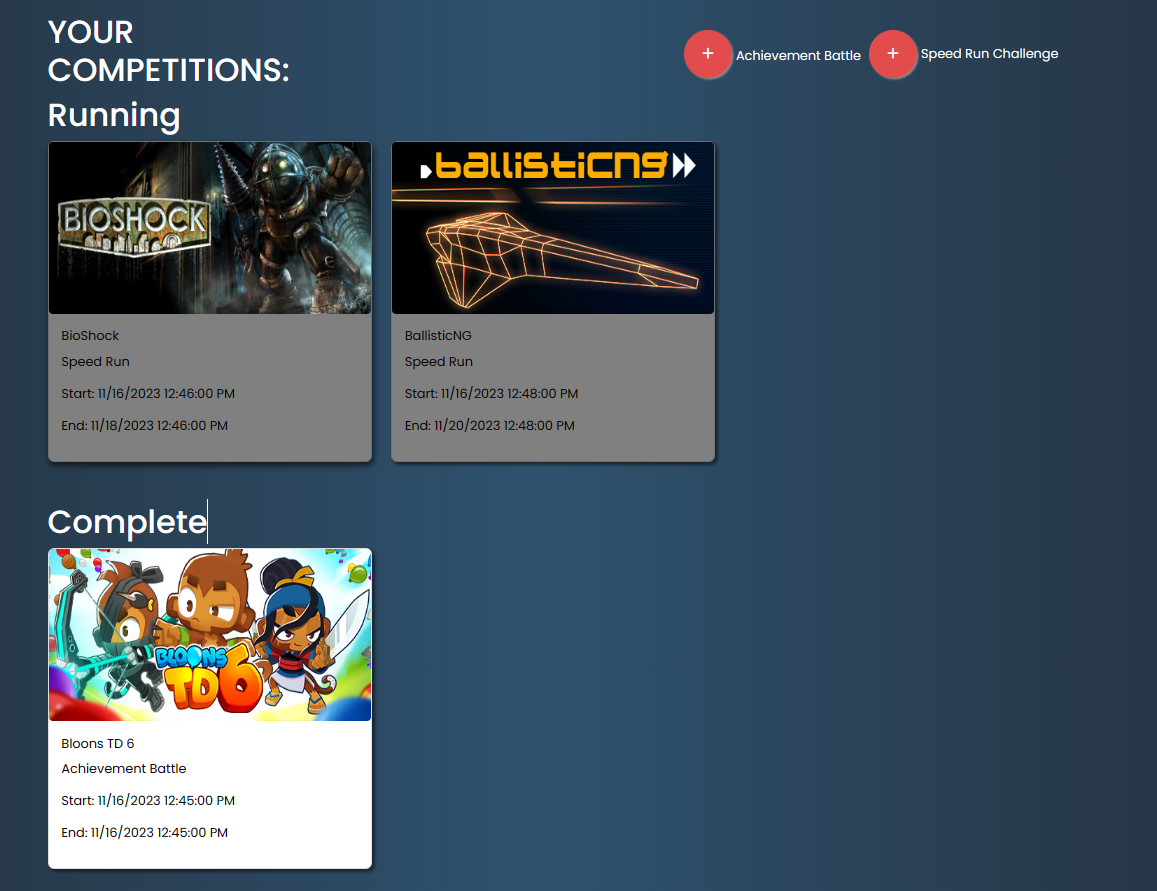 YOUR
COMPETITIONS:
+ Achievement Battle
+ Speed Run Challenge
Running
BIOSHOCK
BioShock
Speed Run
Start: 11/16/2023 12:46:00 PM
End: 11/18/2023 12:46:00 PM
ballisticng
BallisticNG
Speed Run
Start: 11/16/2023 12:48:00 PM
End: 11/20/2023 12:48:00 PM
Complete
BLOONS
TD6
Bloons TD 6
Achievement Battle
Start: 11/16/2023 12:45:00 PM
End: 11/16/2023 12:45:00 PM